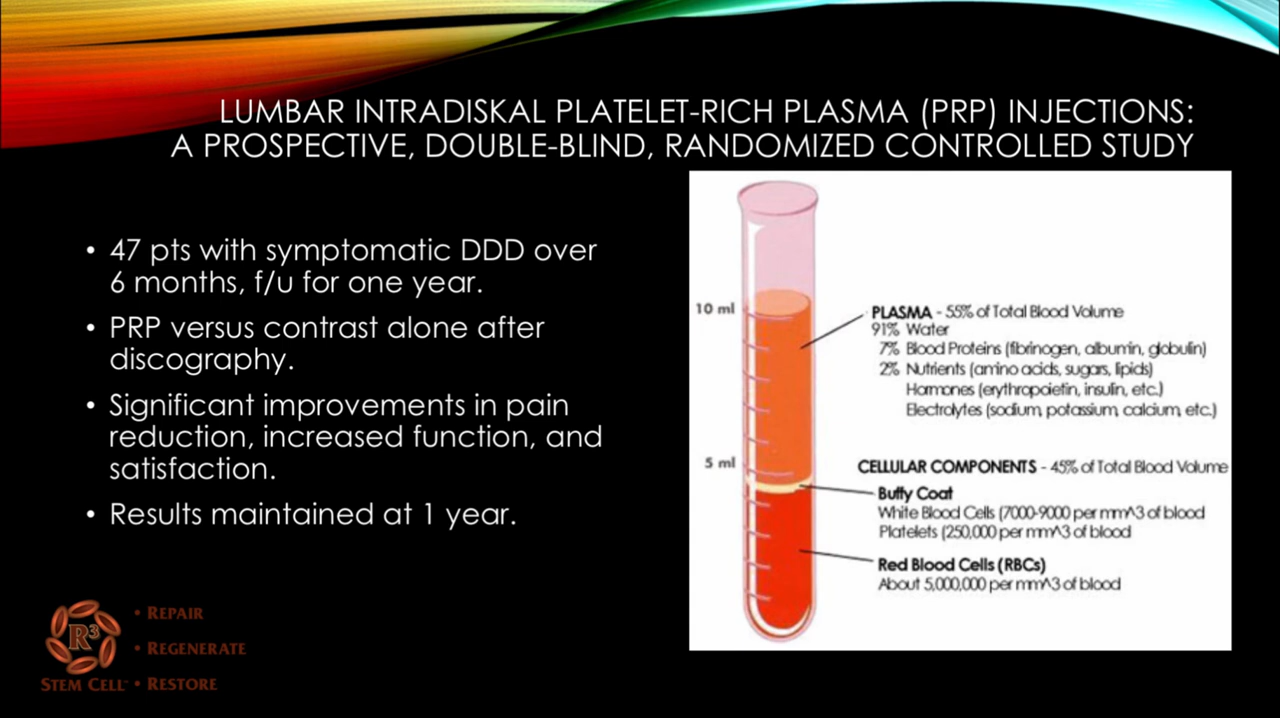 LUMBAR INTRADISKAL PLATELET-RICH PLASMA (PRP) INJECTIONS:
A PROSPECTIVE, DOUBLE-BLIND, RANDOMIZED CONTROLLED STUDY
• 47 pts with symptomatic DDD over
6 months, f/u for one year.
• PRP versus contrast alone after
discography.
• Significant improvements in pain
reduction, increased function, and
satisfaction.
• Results maintained at 1 year.
10 ml
5 ml
PLASMA - 55% of Total Blood Volume
91% Water
7% Blood Proteins (fibrinogen, albumin, globulin)
2% Nutrients (amino acids, sugars, lipids)
Hormones (erythropoietin, insulin, etc.)
Electrolytes (sodium, potassium, calcium, etc.)
CELLULAR COMPONENTS - 45% of Total Blood Volume
Buffy Coat
White Blood Cells (7000-9000 per mm^3 of blood
Platelets (250,000 per mm^3 of blood
Red Blood Cells (RBCs)
About 5,000,000 per mm^3 of blood
R3
STEM CELL™
• REPAIR
• REGENERATE
• RESTORE